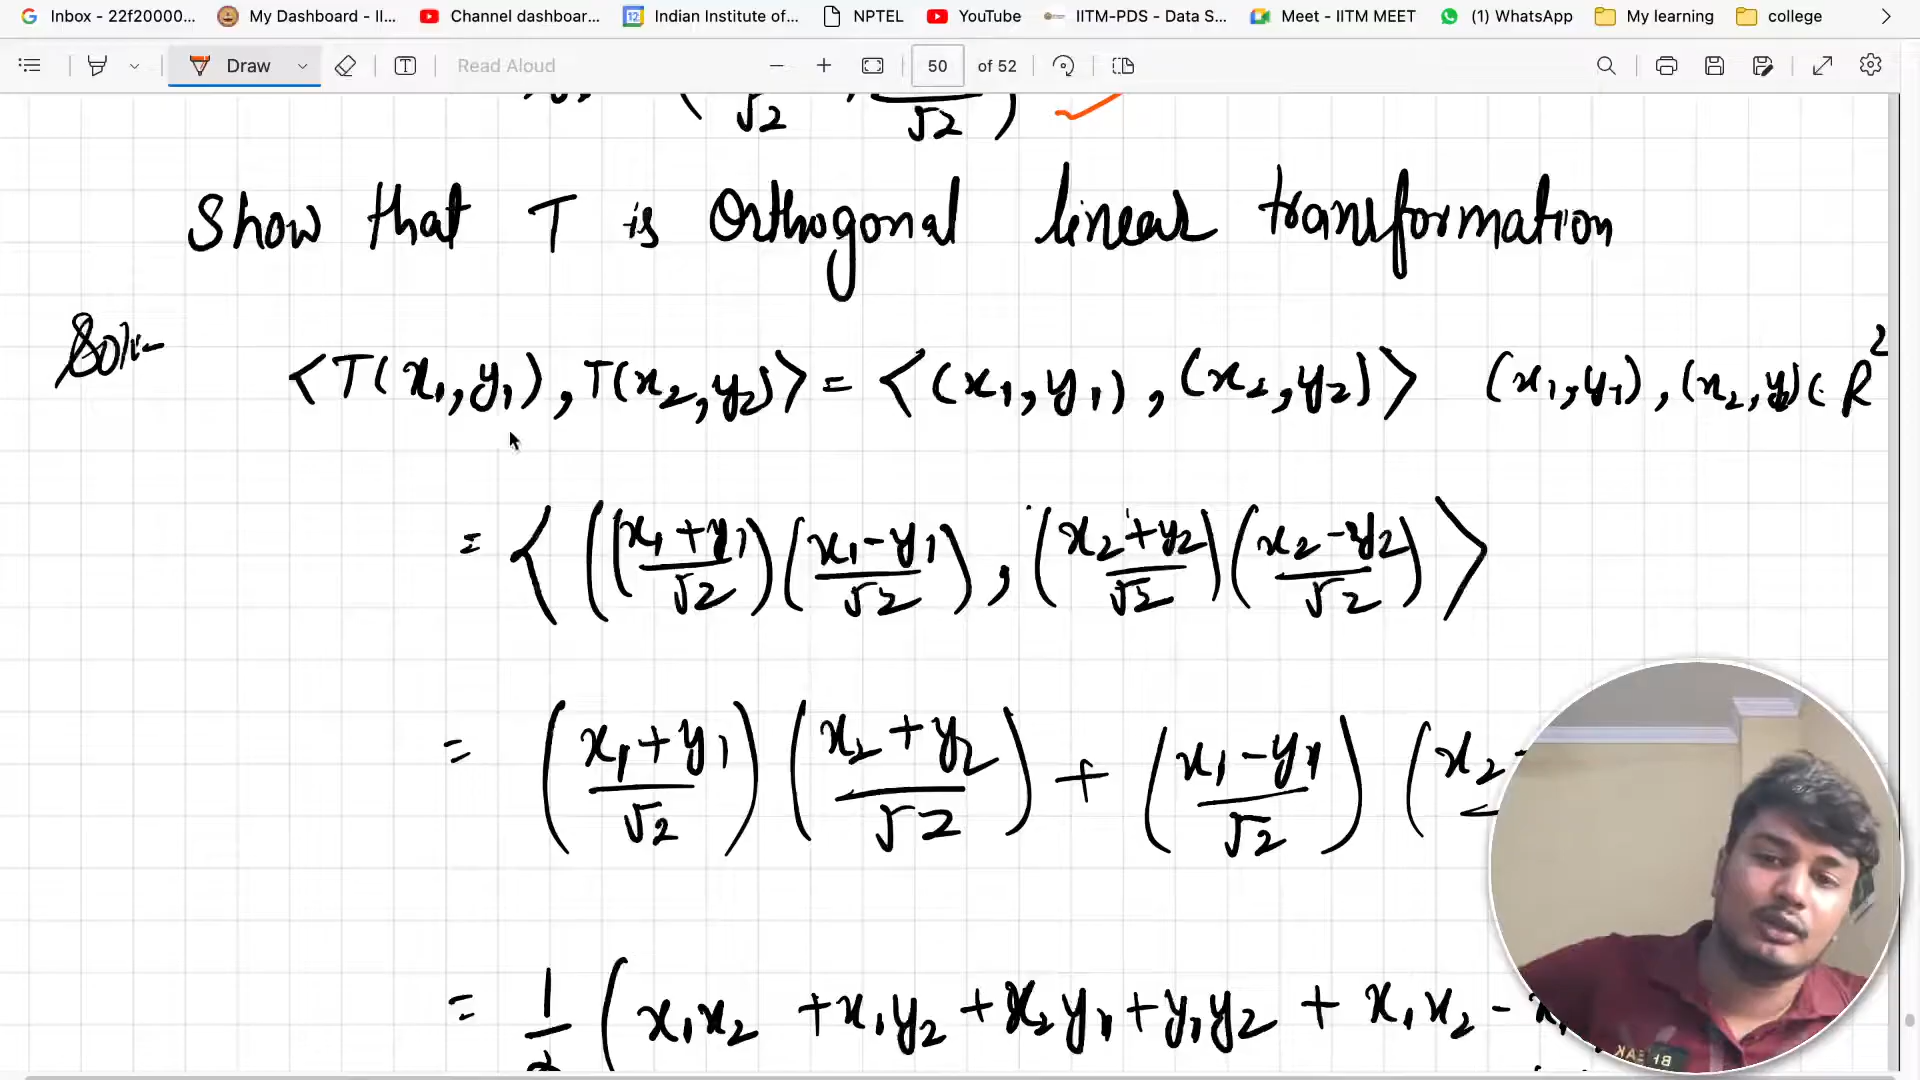 Inbox - 22f20000... My Dashboard - II... Channel dashboar... Indian Institute of... NPTEL YouTube IITM-PDS - Data S... Meet - IITM MEET (1) WhatsApp My learning college
Draw Read Aloud 50 of 52
√2 , √2 )
Show that T is Orthogonal linear transformation
Soln-
<T(x₁,y₁), T(x₂,y₂)> = <(x₁,y₁), (x₂,y₂)> (x₁,y₁), (x₂,y₂) ∈ R²
= < ((x₁+y₁)/√2)((x₁-y₁)/√2), ((x₂+y₂)/√2)((x₂-y₂)/√2) >
= ((x₁+y₁)/√2) ((x₂+y₂)/√2) + ((x₁-y₁)/√2) (x₂
= 1/2 ( x₁x₂ + x₁y₂ + x₂y₁ + y₁y₂ + x₁x₂ -